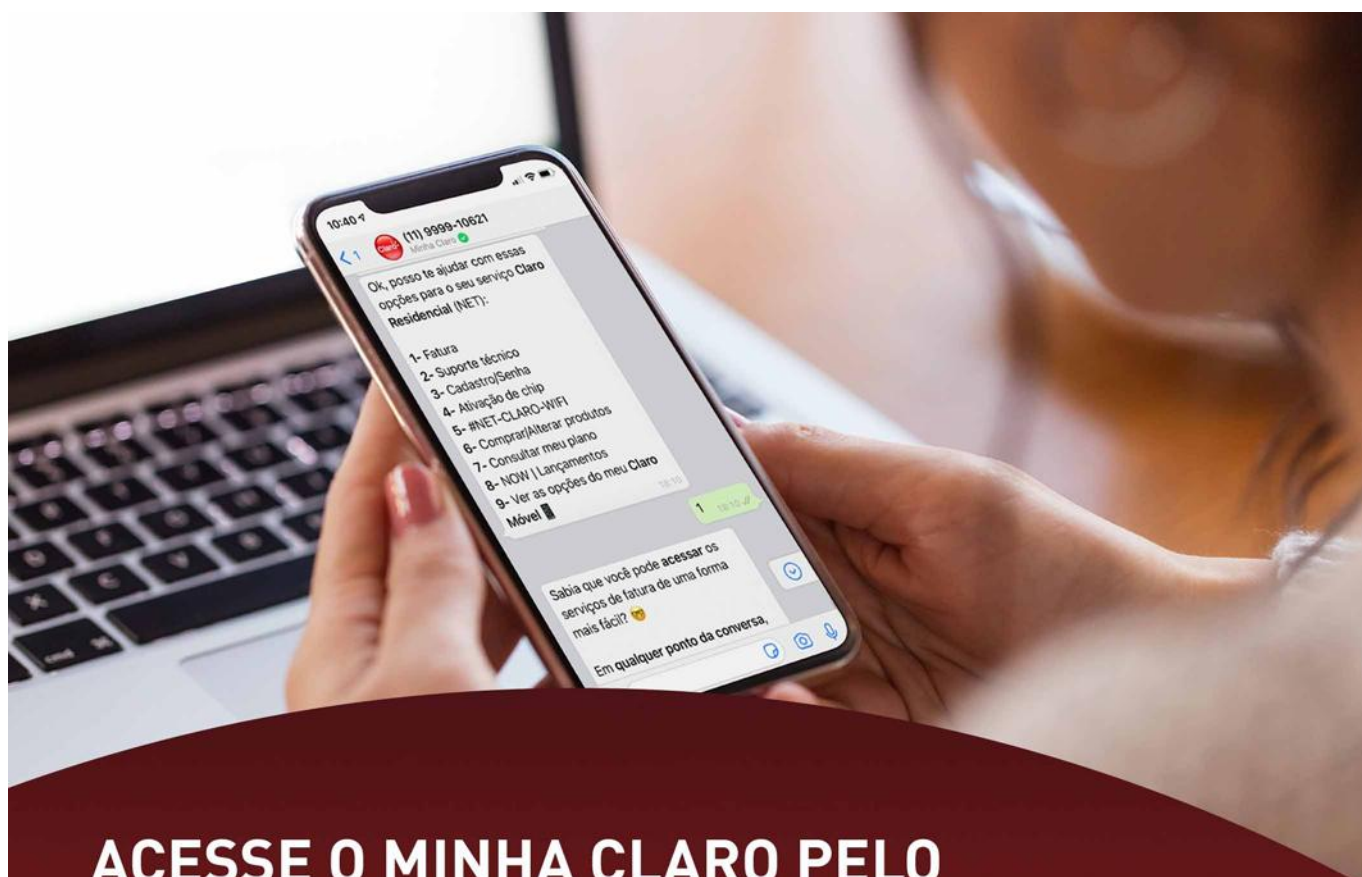 10:40
1
Claro
(11) 9999-10621
Minha Claro
Ok, posso te ajudar com essas
opções para o seu serviço Claro
Residencial (NET):
1- Fatura
2- Suporte técnico
3- Cadastro/Senha
4- Ativação de chip
5- #NET-CLARO-WIFI
6- Comprar/Alterar produtos
7- Consultar meu plano
8- NOW | Lançamentos
9- Ver as opções do meu Claro
Móvel
18:10
1 18:10
Sabia que você pode acessar os
serviços de fatura de uma forma
mais fácil?
Em qualquer ponto da conversa,
cmd
ACESSE O MINHA CLARO PELO